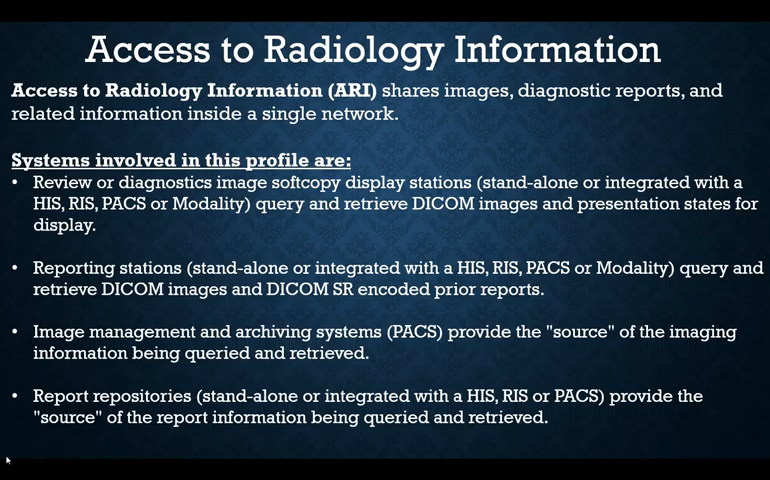 Access to Radiology Information
Access to Radiology Information (ARI) shares images, diagnostic reports, and
related information inside a single network.
Systems involved in this profile are:
• Review or diagnostics image softcopy display stations (stand-alone or integrated with a
HIS, RIS, PACS or Modality) query and retrieve DICOM images and presentation states for
display.
• Reporting stations (stand-alone or integrated with a HIS, RIS, PACS or Modality) query and
retrieve DICOM images and DICOM SR encoded prior reports.
• Image management and archiving systems (PACS) provide the "source" of the imaging
information being queried and retrieved.
• Report repositories (stand-alone or integrated with a HIS, RIS or PACS) provide the
"source" of the report information being queried and retrieved.